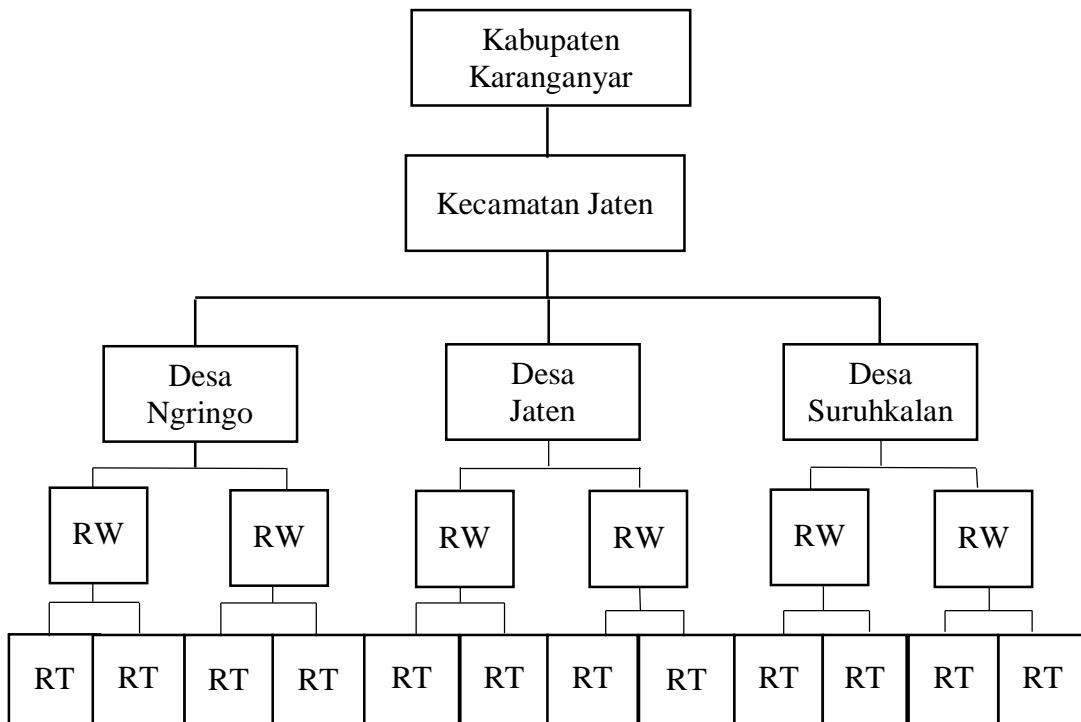 Kabupaten
Karanganyar
Kecamatan Jaten
Desa
Ngringo
Desa
Jaten
Desa
Suruhkalan
RW
RW
RW
RW
RW
RW
RT
RT
RT
RT
RT
RT
RT
RT
RT
RT
RT
RT